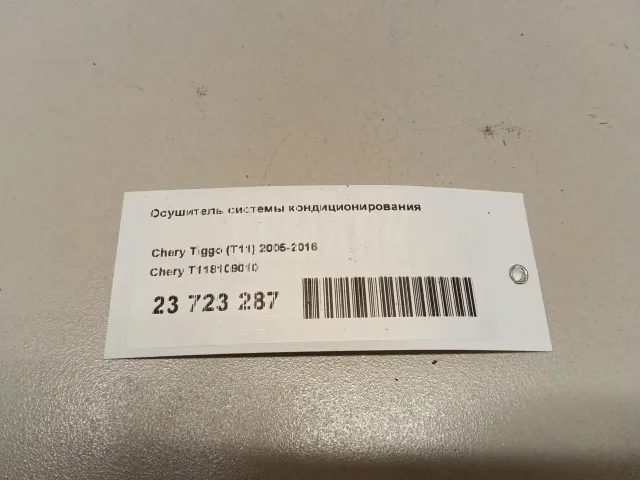 Осушитель системы кондиционирования
Chery Tiggo (T11) 2005-2016
Chery T118109010
23 723 287